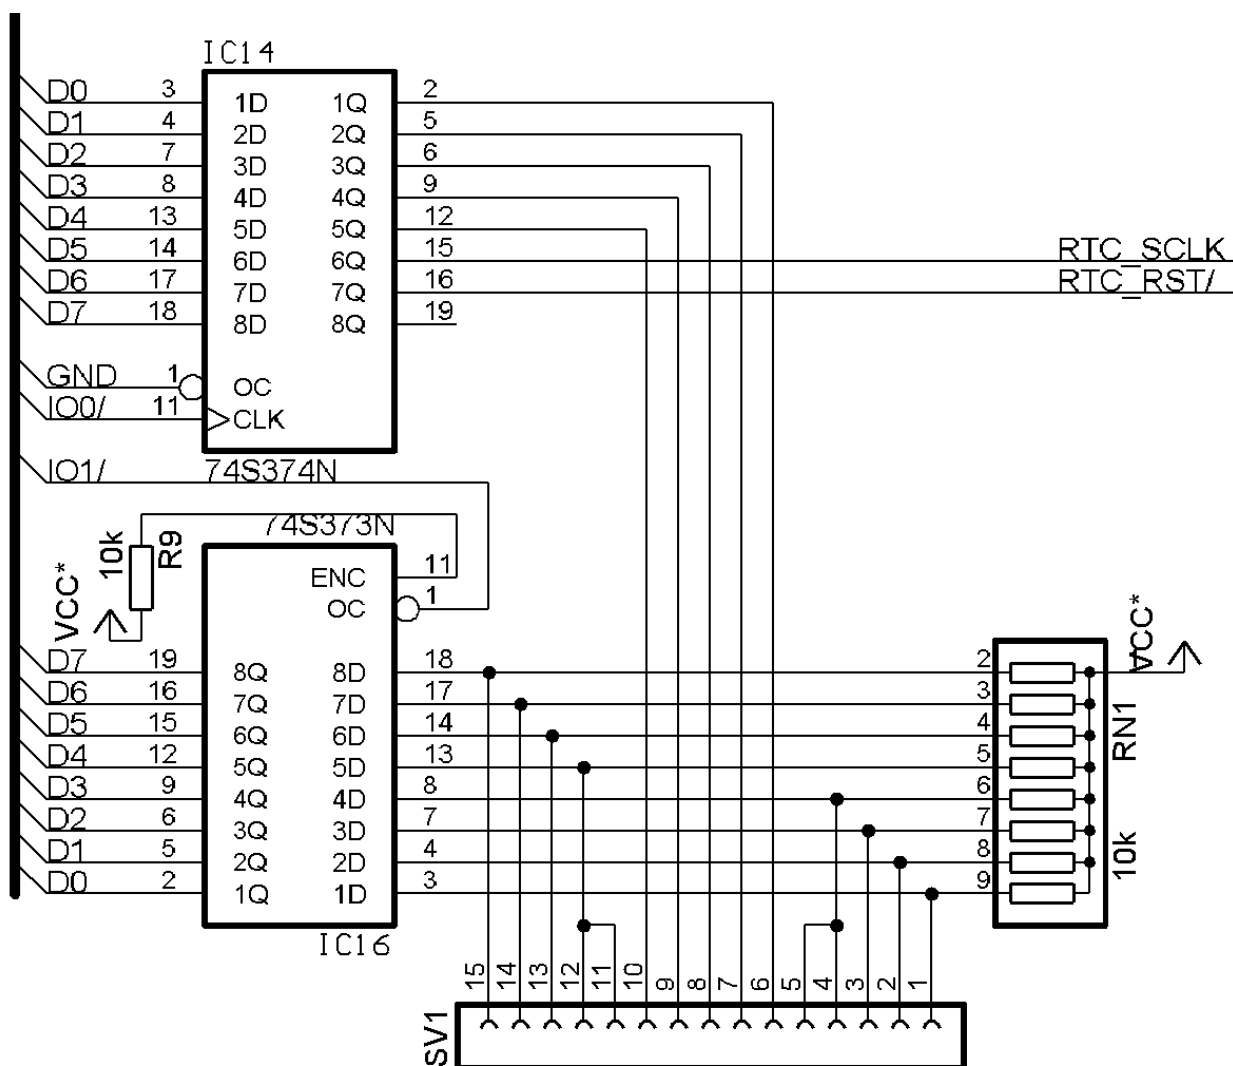 IC14
D0 3 1D 1Q 2
D1 4 2D 2Q 5
D2 7 3D 3Q 6
D3 8 4D 4Q 9
D4 13 5D 5Q 12
D5 14 6D 6Q 15 RTC_SCLK
D6 17 7D 7Q 16 RTC_RST/
D7 18 8D 8Q 19
GND 1 OC
IO0/ 11 CLK
IO1/ 74S374N
74S373N
10k R9
VCC*
ENC 11
OC 1
VCC*
D7 19 8Q 8D 18 2
D6 16 7Q 7D 17 3
D5 15 6Q 6D 14 4
D4 12 5Q 5D 13 5
D3 9 4Q 4D 8 6
D2 6 3Q 3D 7 7
D1 5 2Q 2D 4 8
D0 2 1Q 1D 3 9
RN1
10k
IC16
15 14 13 12 11 10 9 8 7 6 5 4 3 2 1
SV1